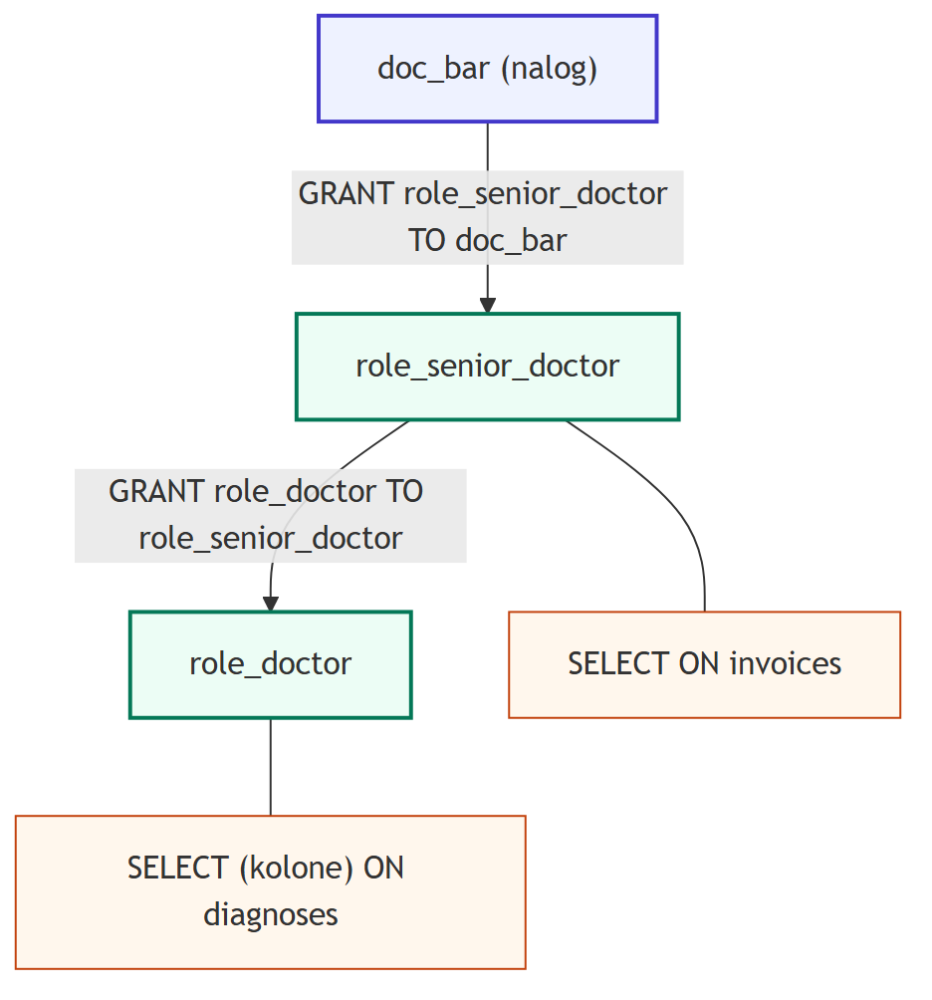 doc_bar (nalog)
GRANT role_senior_doctor
TO doc_bar
role_senior_doctor
GRANT role_doctor TO
role_senior_doctor
role_doctor
SELECT ON invoices
SELECT (kolone) ON
diagnoses